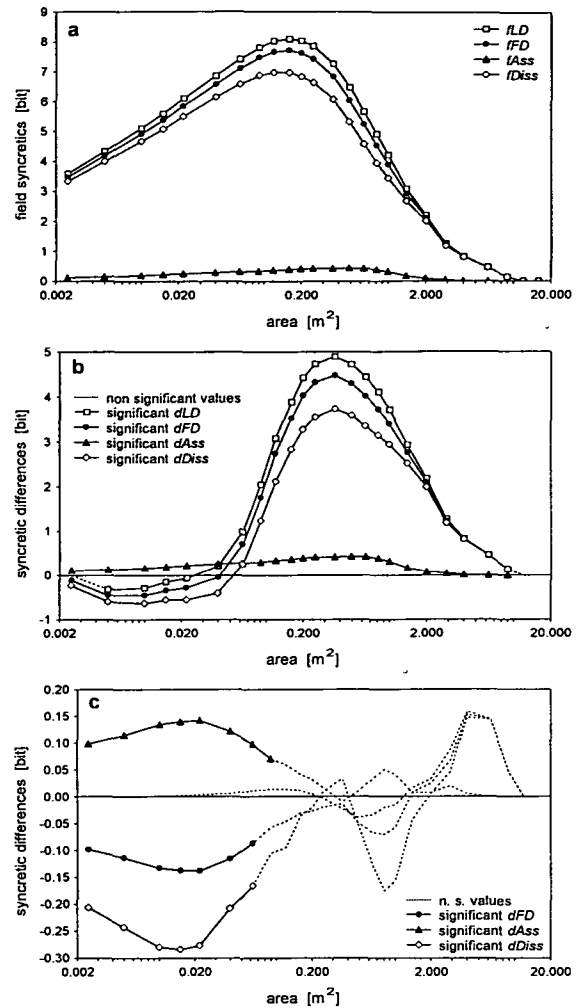 a
fLD
fFD
fAss
fDiss
field syncretics [bit]
8
7
6
5
4
3
2
1
0
0.002 0.020 0.200 2.000 20.000
area [m²]
b
non significant values
significant dLD
significant dFD
significant dAss
significant dDiss
syncretic differences [bit]
5
4
3
2
1
0
-1
0.002 0.020 0.200 2.000 20.000
area [m²]
c
syncretic differences [bit]
0.20
0.15
0.10
0.05
0.00
-0.05
-0.10
-0.15
-0.20
-0.25
-0.30
n. s. values
significant dFD
significant dAss
significant dDiss
0.002 0.020 0.200 2.000 20.000
area [m²]